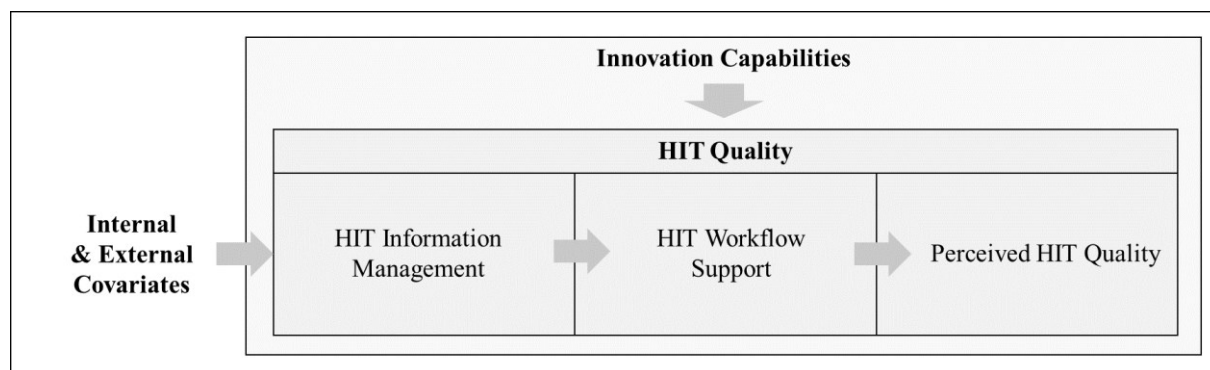 Innovation Capabilities
HIT Quality
Internal
& External
Covariates
HIT Information
Management
HIT Workflow
Support
Perceived HIT Quality